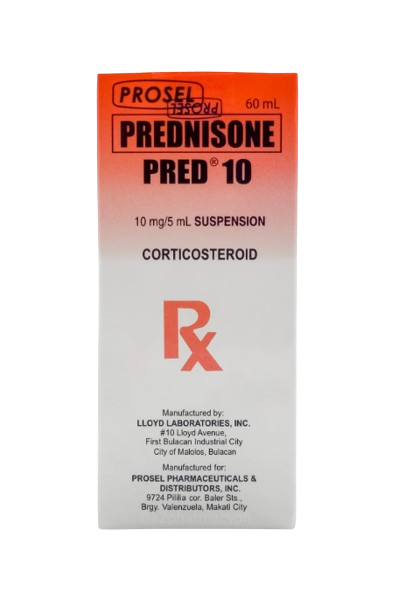 PROSEL
PROSEL
60 mL
PREDNISONE
PRED® 10
10 mg/5 mL SUSPENSION
CORTICOSTEROID
Rx
Manufactured by:
LLOYD LABORATORIES, INC.
#10 Lloyd Avenue,
First Bulacan Industrial City
City of Malolos, Bulacan
Manufactured for:
PROSEL PHARMACEUTICALS &
DISTRIBUTORS, INC.
9724 Pililia cor. Baler Sts.,
Brgy. Valenzuela, Makati City